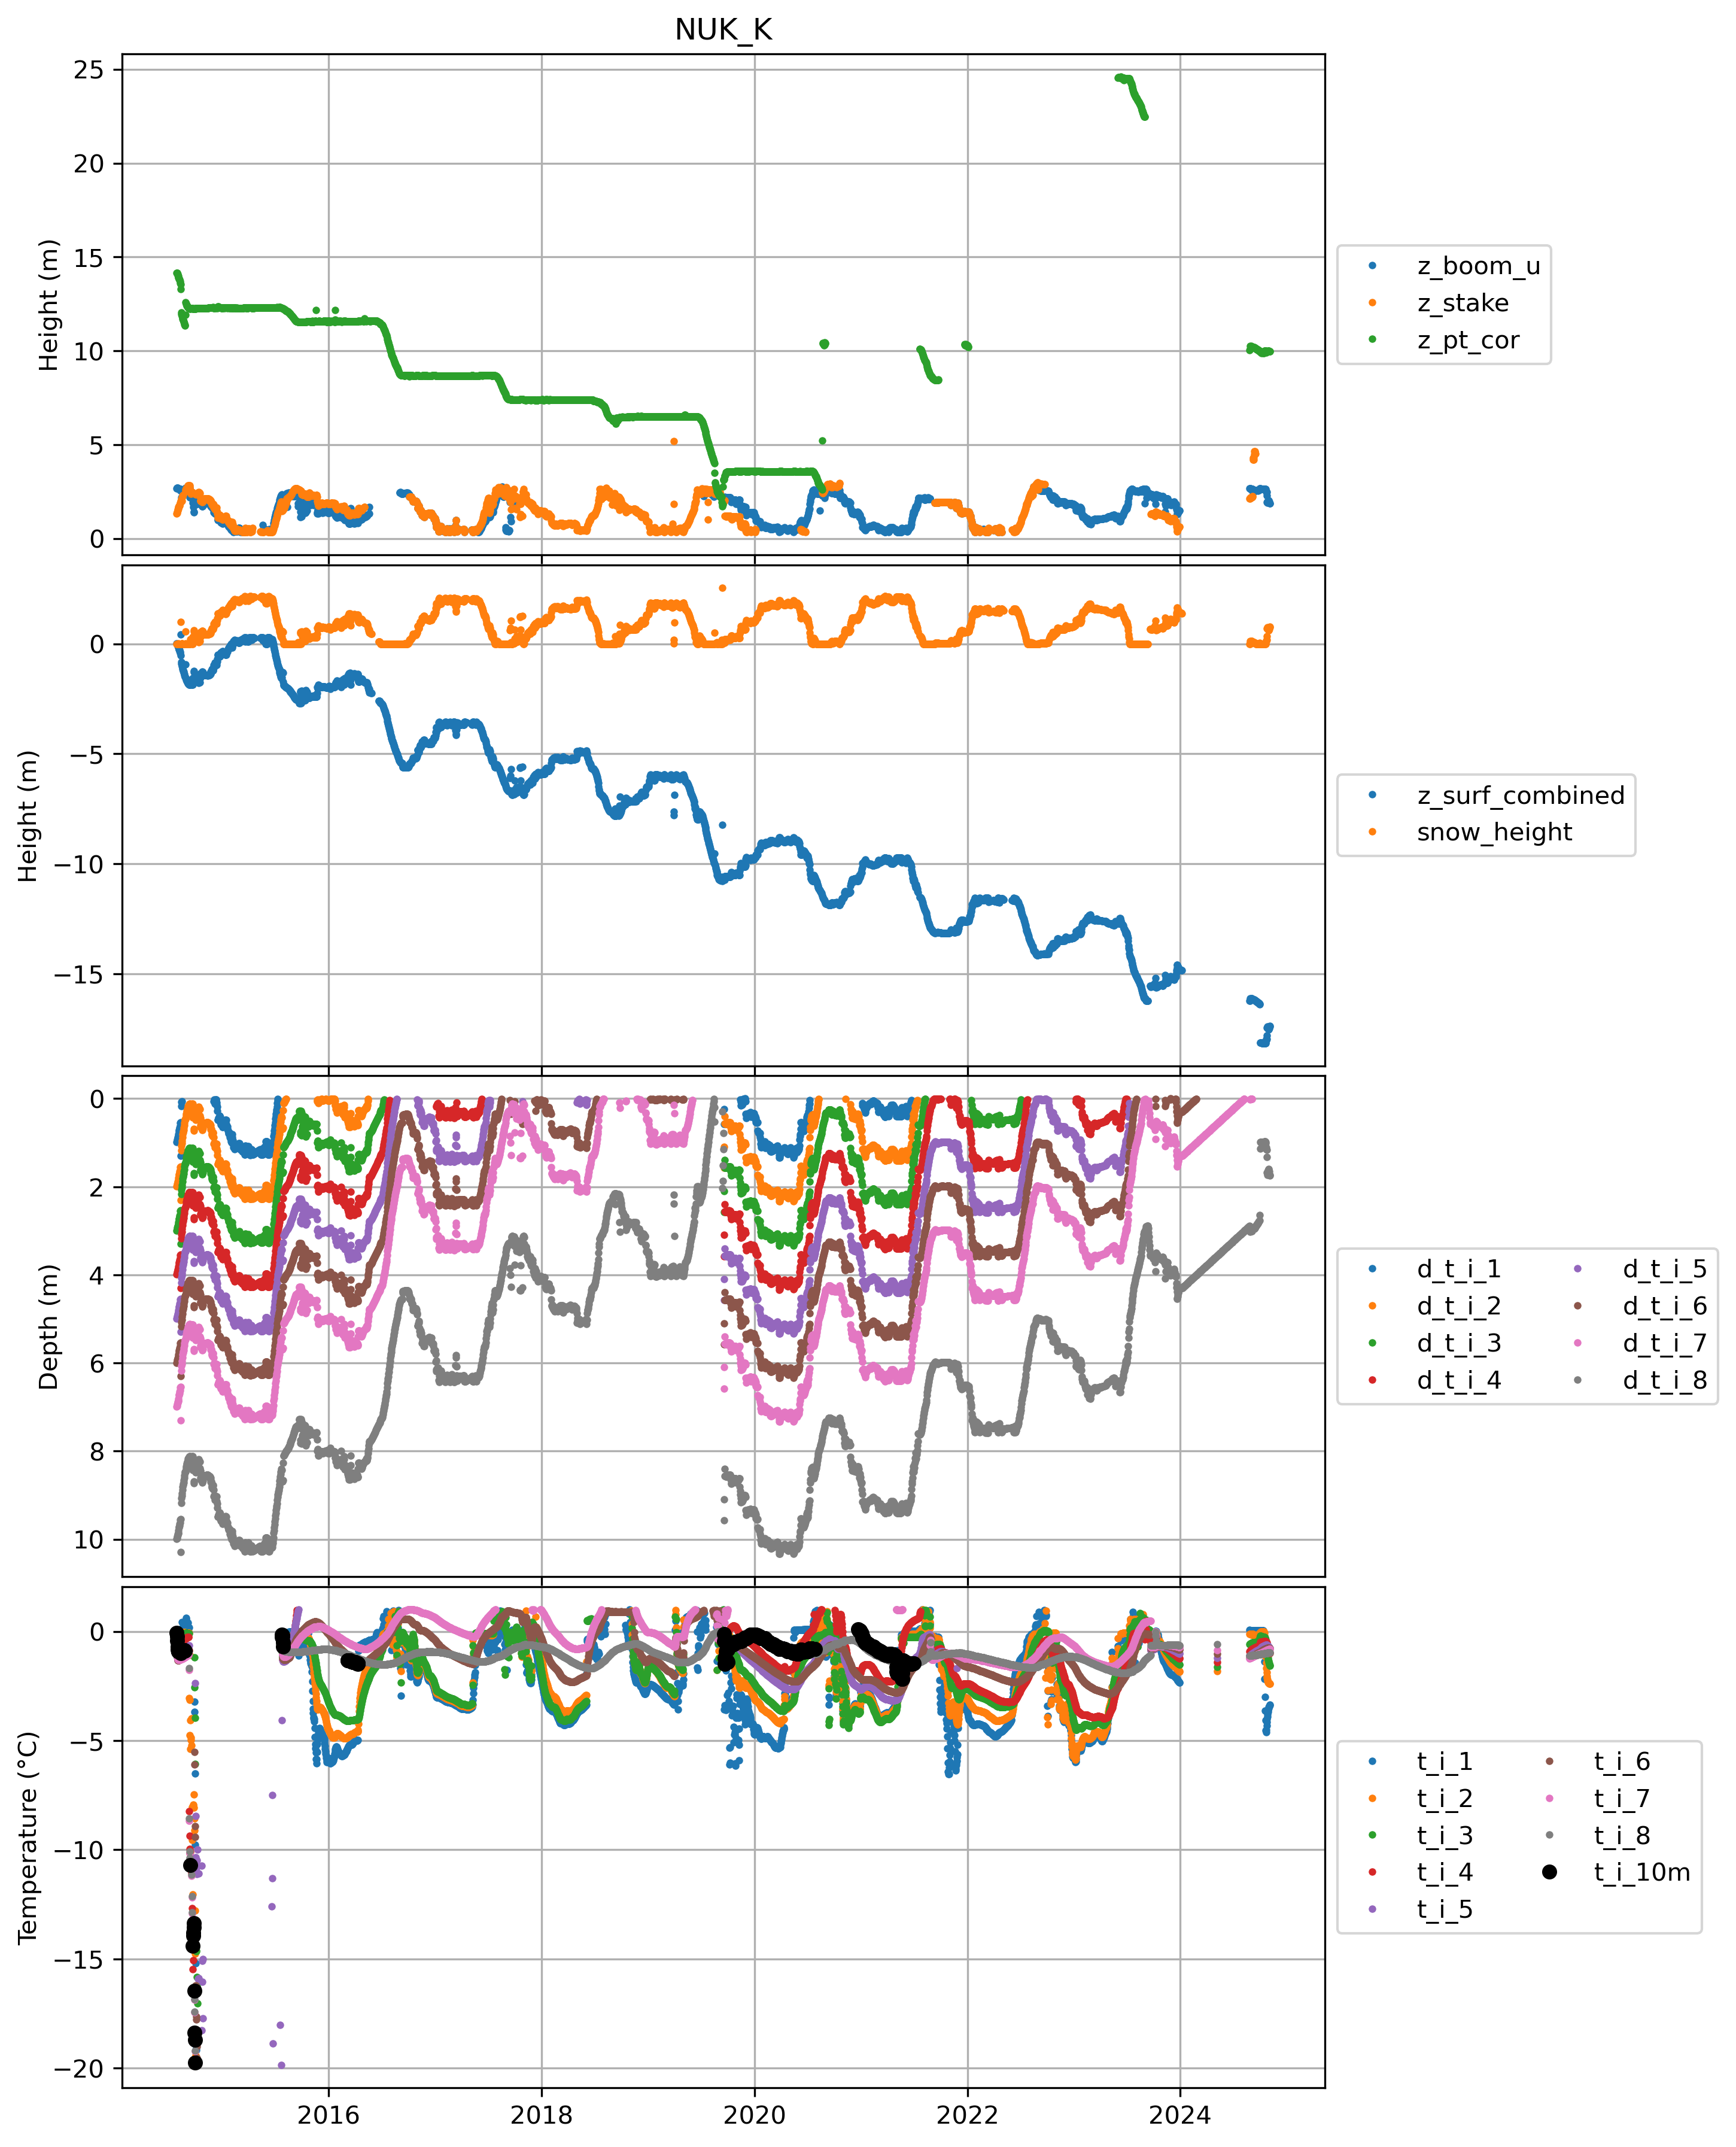 NUK_K
25
20
15
10
5
0
Height (m)
z_boom_u
z_stake
z_pt_cor
0
−5
−10
−15
Height (m)
z_surf_combined
snow_height
0
2
4
6
8
10
Depth (m)
d_t_i_1
d_t_i_2
d_t_i_3
d_t_i_4
d_t_i_5
d_t_i_6
d_t_i_7
d_t_i_8
0
−5
−10
−15
−20
Temperature (°C)
t_i_1
t_i_2
t_i_3
t_i_4
t_i_5
t_i_6
t_i_7
t_i_8
t_i_10m
2016
2018
2020
2022
2024